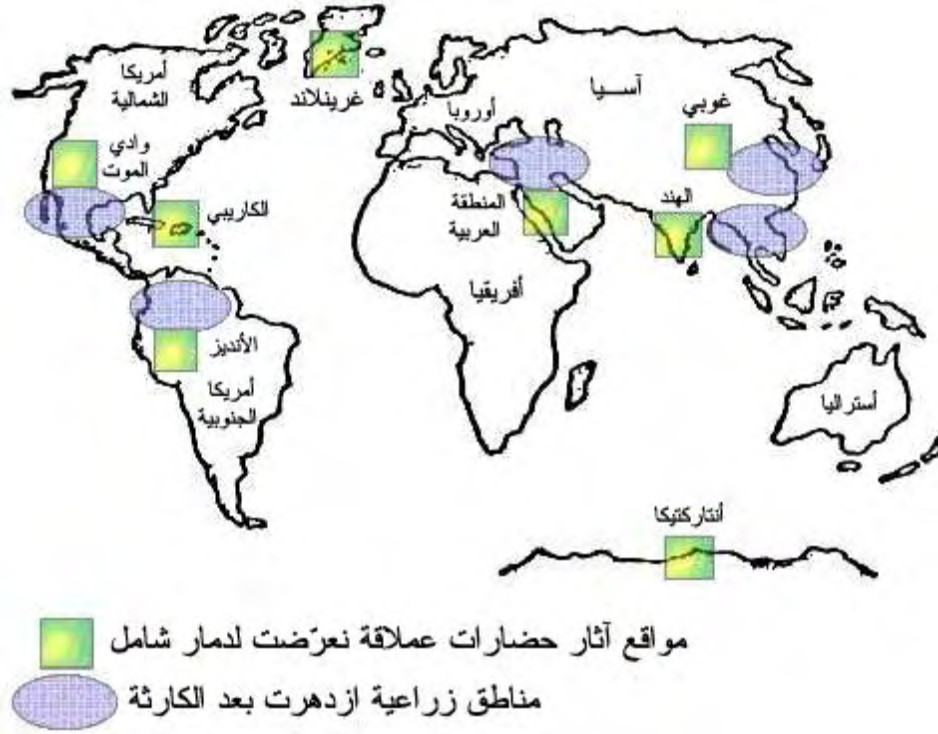 أمريكا
الشمالية
غرينلاند
آسـيا
أوروبا
غوبي
وادي
الموت
الكاريبي
المنطقة
العربية
الهند
أفريقيا
الأنديز
أمريكا
الجنوبية
أستراليا
أنتاركتيكا
مواقع آثار حضارات عملاقة نعرّضت لدمار شامل
مناطق زراعية ازدهرت بعد الكارثة